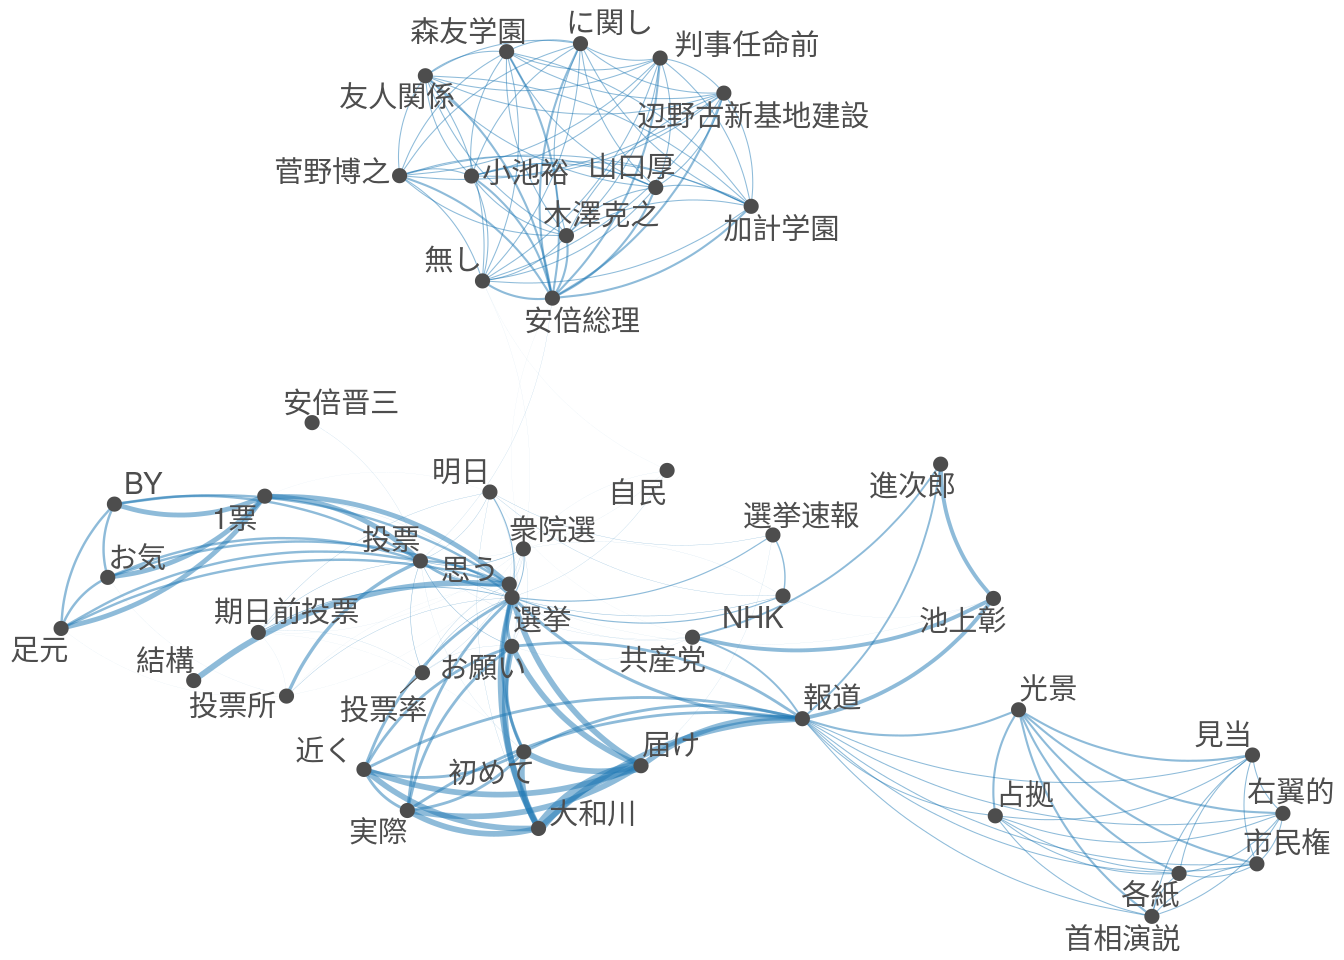 に関し
森友学園
判事任命前
友人関係
辺野古新基地建設
菅野博之
小池裕
山口厚
木澤克之
加計学園
無し
安倍総理
安倍晋三
明日
BY
自民
進次郎
1票
選挙速報
衆院選
投票
お気
思う
期日前投票
選挙
NHK
池上彰
足元
結構
お願い
共産党
投票所
投票率
報道
光景
近く
届け
見当
初めて
占拠
右翼的
大和川
実際
市民権
各紙
首相演説